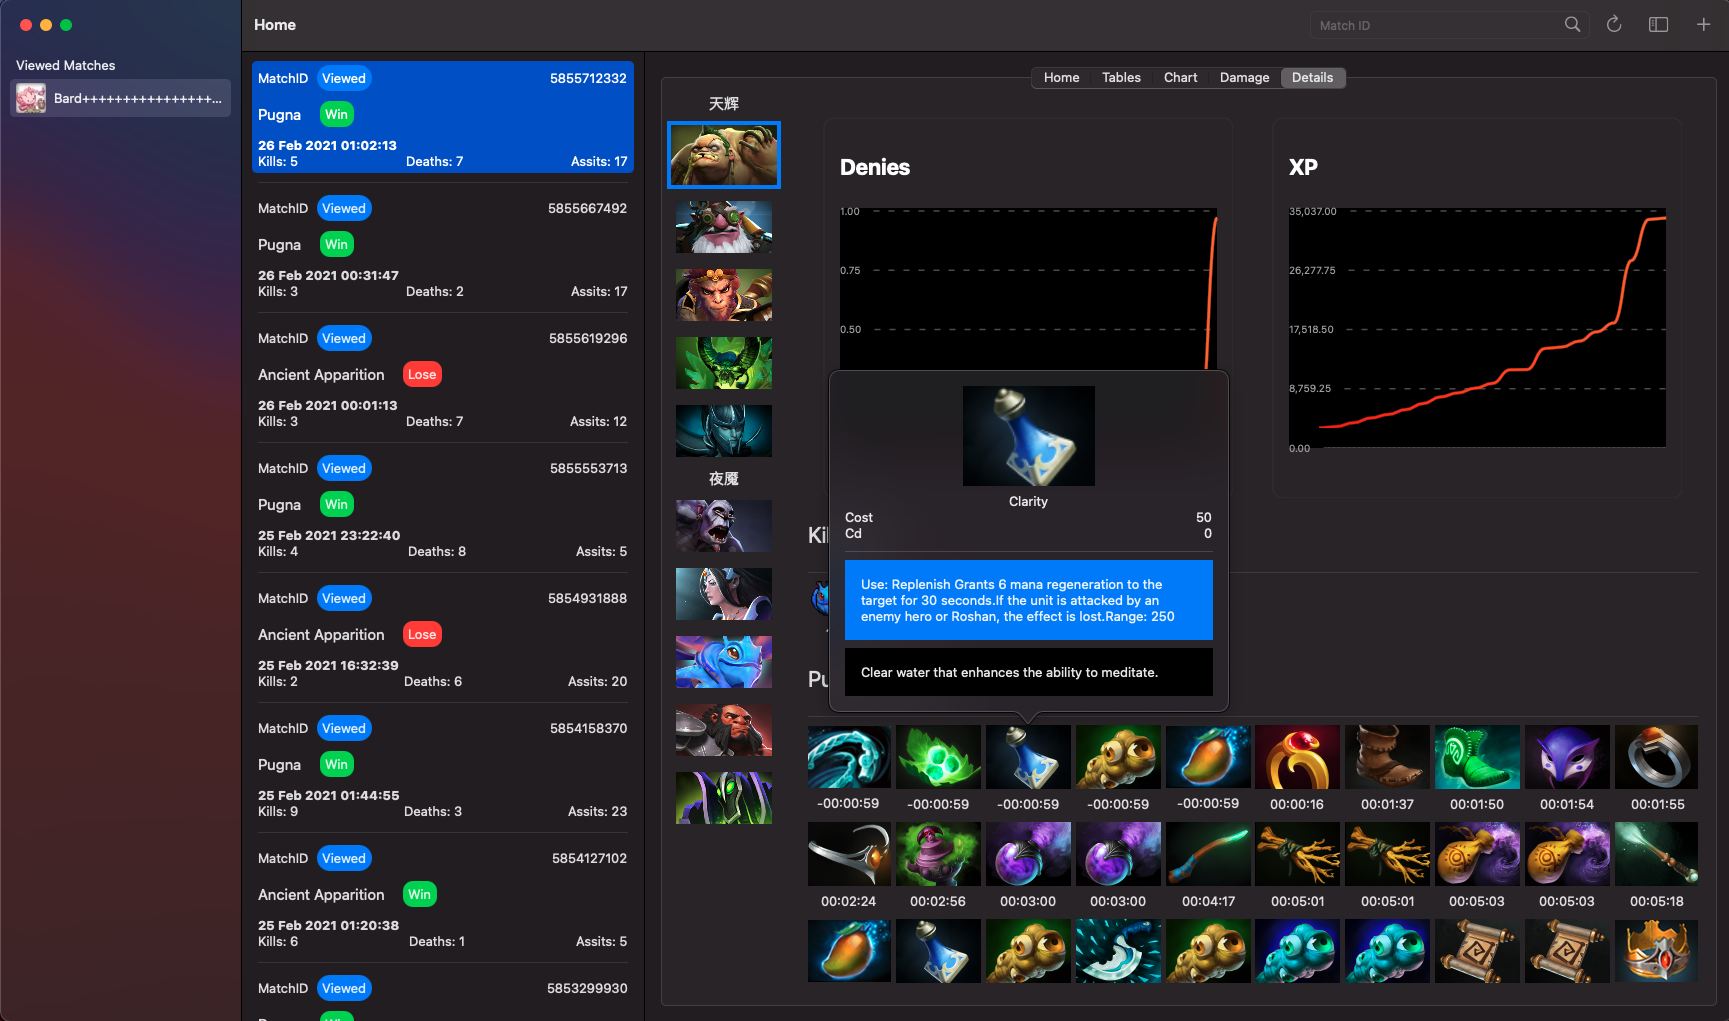 Home
Match ID
Viewed Matches
Bard++++++++++++++++...
MatchID Viewed 5855712332
Pugna Win
26 Feb 2021 01:02:13
Kills: 5 Deaths: 7 Assits: 17
MatchID Viewed 5855667492
Pugna Win
26 Feb 2021 00:31:47
Kills: 3 Deaths: 2 Assits: 17
MatchID Viewed 5855619296
Ancient Apparition Lose
26 Feb 2021 00:01:13
Kills: 3 Deaths: 7 Assits: 12
MatchID Viewed 5855553713
Pugna Win
25 Feb 2021 23:22:40
Kills: 4 Deaths: 8 Assits: 5
MatchID Viewed 5854931888
Ancient Apparition Lose
25 Feb 2021 16:32:39
Kills: 2 Deaths: 6 Assits: 20
MatchID Viewed 5854158370
Pugna Win
25 Feb 2021 01:44:55
Kills: 9 Deaths: 3 Assits: 23
MatchID Viewed 5854127102
Ancient Apparition Win
25 Feb 2021 01:20:38
Kills: 6 Deaths: 1 Assits: 5
MatchID Viewed 5853299930
Home Tables Chart Damage Details
天辉
夜魔
Denies
1.00
0.75
0.50
XP
35,037.00
26,277.75
17,518.50
8,759.25
0.00
Ki
Pu
Clarity
Cost 50
Cd 0
Use: Replenish Grants 6 mana regeneration to the
target for 30 seconds.If the unit is attacked by an
enemy hero or Roshan, the effect is lost.Range: 250
Clear water that enhances the ability to meditate.
-00:00:59 -00:00:59 -00:00:59 -00:00:59 -00:00:59 00:00:16 00:01:37 00:01:50 00:01:54 00:01:55
00:02:24 00:02:56 00:03:00 00:03:00 00:04:17 00:05:01 00:05:01 00:05:03 00:05:03 00:05:18